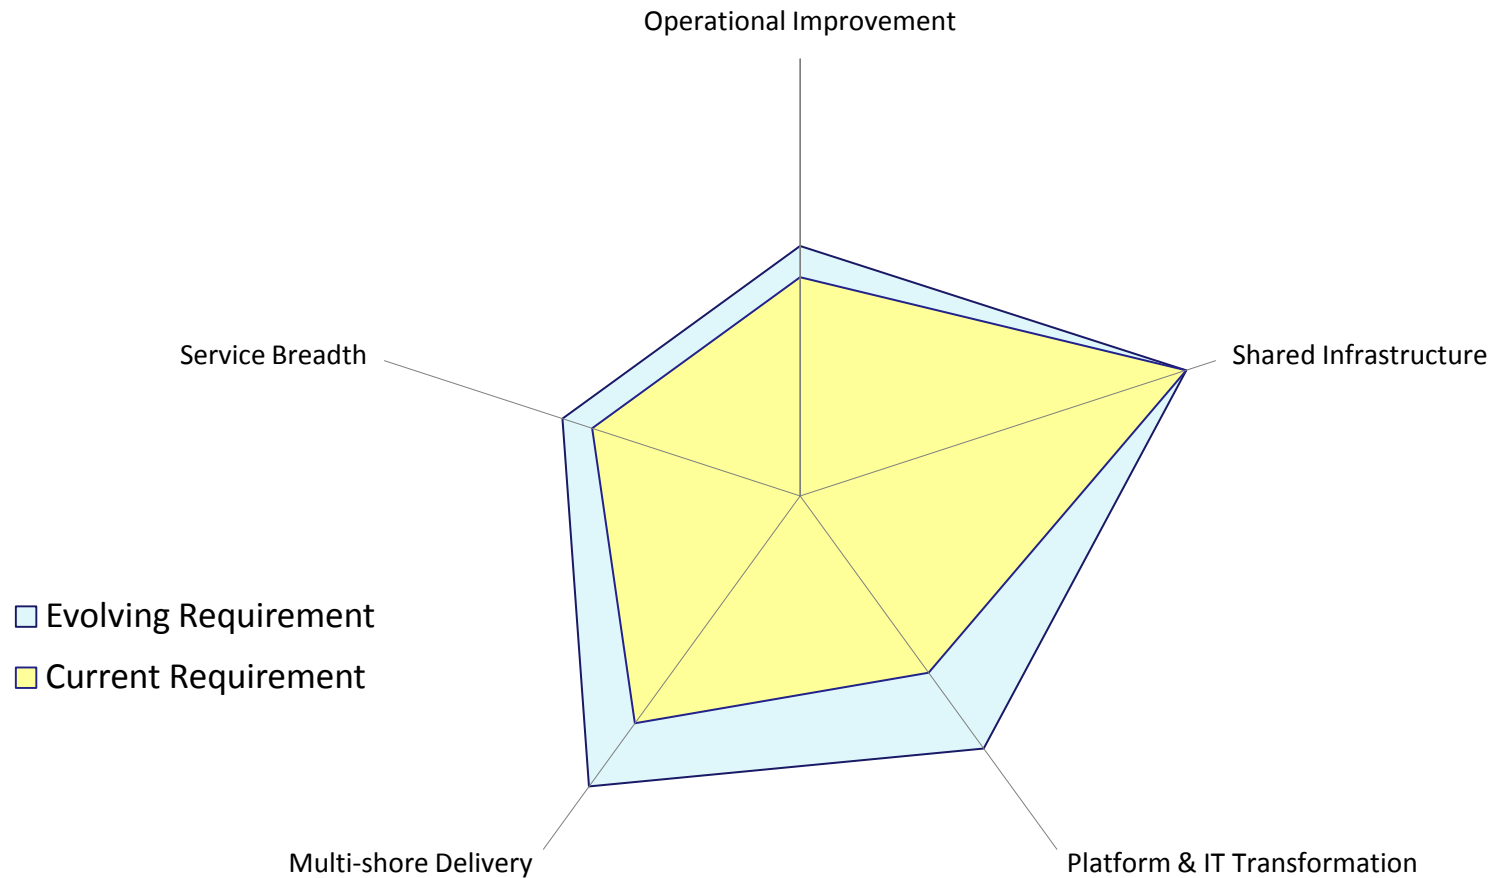 Operational Improvement
Service Breadth
Shared Infrastructure
Evolving Requirement
Current Requirement
Multi-shore Delivery
Platform & IT Transformation